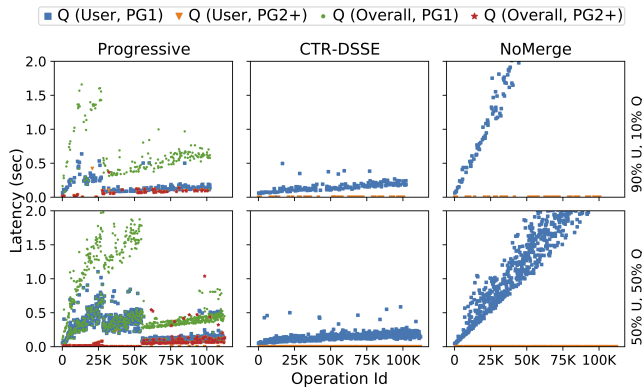 Q (User, PG1) Q (User, PG2+) Q (Overall, PG1) Q (Overall, PG2+)
Progressive CTR-DSSE NoMerge
2.0
1.5
1.0
0.5
0.0
90% U, 10% Q
2.0
1.5
1.0
0.5
0.0
50% U, 50% Q
Latency (sec)
0 25K 50K 75K 100K 0 25K 50K 75K 100K 0 25K 50K 75K 100K
Operation Id